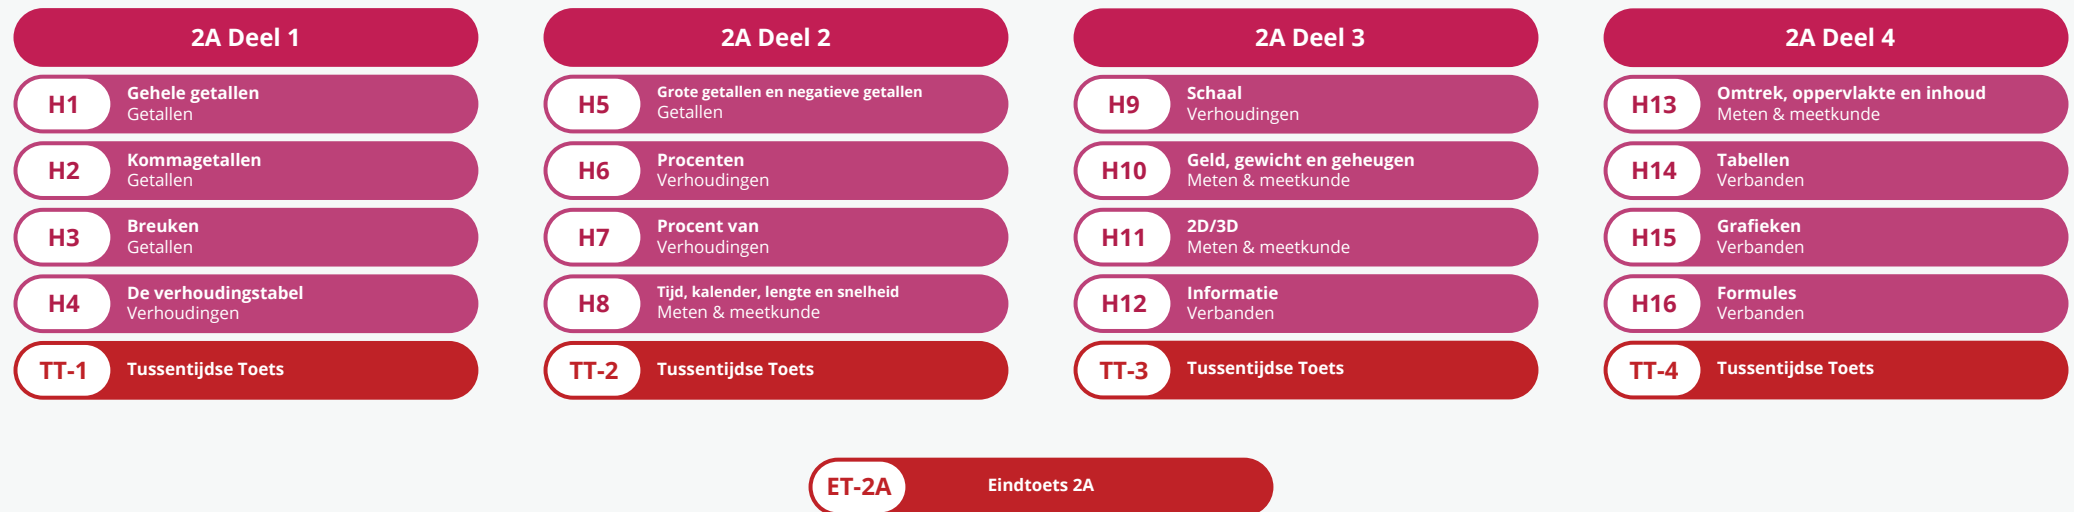 2A Deel 1
H1
Gehele getallen
Getallen
H2
Kommagetallen
Getallen
H3
Breuken
Getallen
H4
De verhoudingstabel
Verhoudingen
TT-1
Tussentijdse Toets
2A Deel 2
H5
Grote getallen en negatieve getallen
Getallen
H6
Procenten
Verhoudingen
H7
Procent van
Verhoudingen
H8
Tijd, kalender, lengte en snelheid
Meten & meetkunde
TT-2
Tussentijdse Toets
2A Deel 3
H9
Schaal
Verhoudingen
H10
Geld, gewicht en geheugen
Meten & meetkunde
H11
2D/3D
Meten & meetkunde
H12
Informatie
Verbanden
TT-3
Tussentijdse Toets
2A Deel 4
H13
Omtrek, oppervlakte en inhoud
Meten & meetkunde
H14
Tabellen
Verbanden
H15
Grafieken
Verbanden
H16
Formules
Verbanden
TT-4
Tussentijdse Toets
ET-2A
Eindtoets 2A